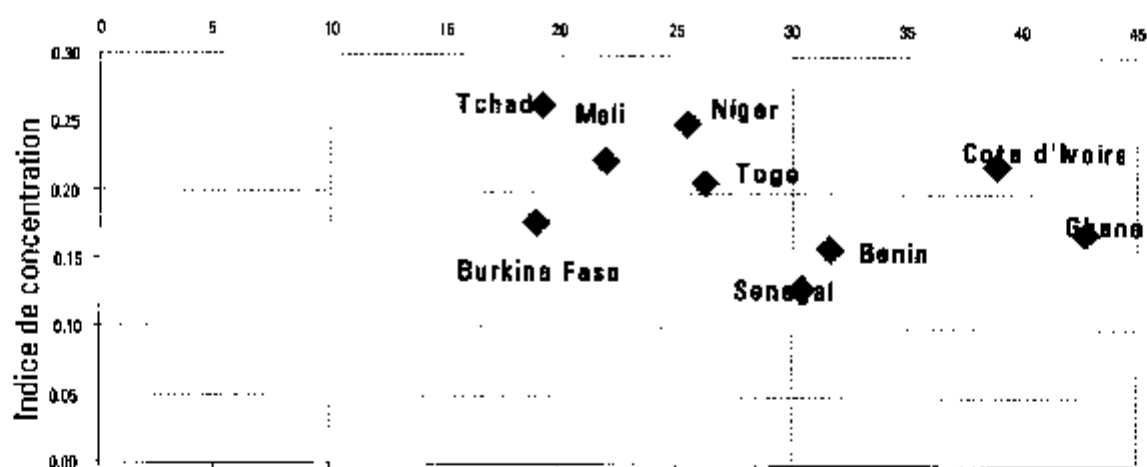 0 5 10 15 20 25 30 35 40 45
0.30
Tchad
Mali
Niger
0.25
Cote d'Ivoire
0.20
Togo
Ghana
0.15
Benin
Burkina Faso
Senegal
0.10
0.05
0.00
Indice de concentration